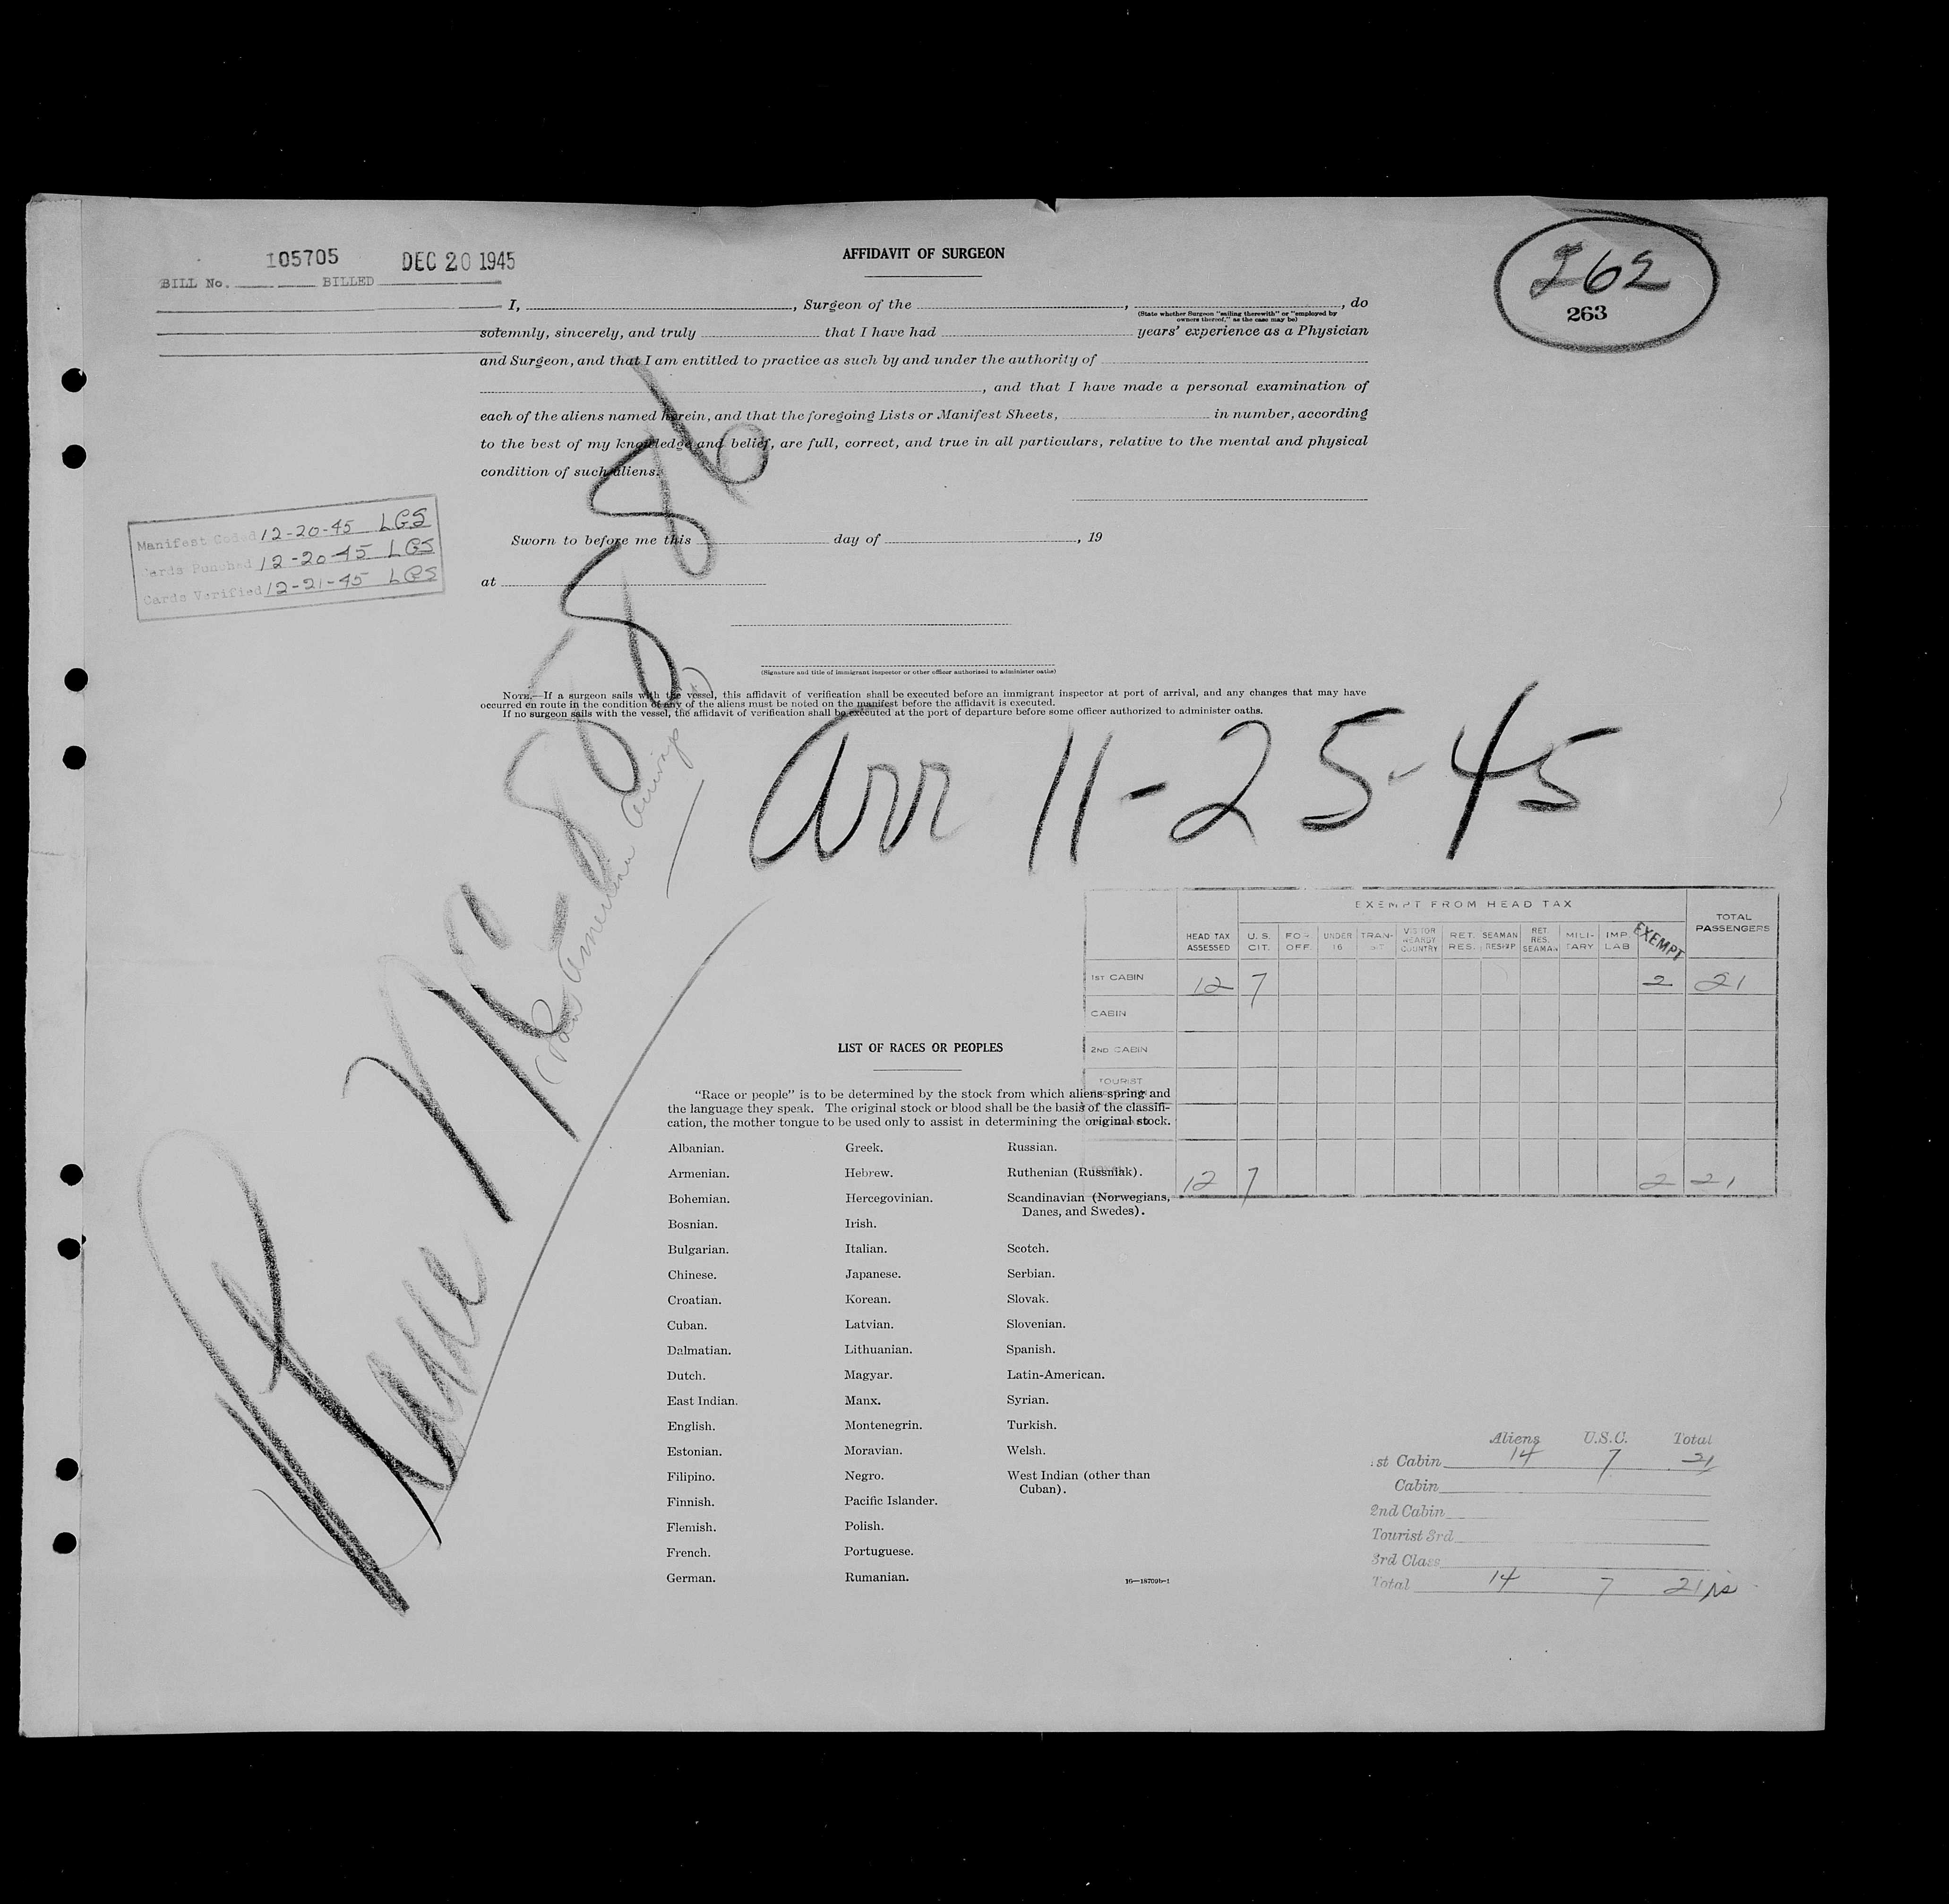 105705 DEC 20 1945
BILL No. BILLED
AFFIDAVIT OF SURGEON
262
263
I, , Surgeon of the , , do
(State whether Surgeon "sailing therewith" or "employed by
owners thereof," as the case may be)
solemnly, sincerely, and truly that I have had years' experience as a Physician
and Surgeon, and that I am entitled to practice as such by and under the authority of
, and that I have made a personal examination of
each of the aliens named herein, and that the foregoing Lists or Manifest Sheets, in number, according
to the best of my knowledge and belief, are full, correct, and true in all particulars, relative to the mental and physical
condition of such aliens.
Manifest Coded 12-20-45 LGS
Cards Punched 12-20-45 LGS
Cards Verified 12-21-45 LGS
Sworn to before me this day of , 19
at
(Signature and title of immigrant inspector or other officer authorized to administer oaths)
NOTE.—If a surgeon sails with the vessel, this affidavit of verification shall be executed before an immigrant inspector at port of arrival, and any changes that may have
occurred en route in the condition of any of the aliens must be noted on the manifest before the affidavit is executed.
If no surgeon sails with the vessel, the affidavit of verification shall be executed at the port of departure before some officer authorized to administer oaths.
Plane NC 88886
(Pan American Airways)
Arr 11-25-45
EXEMPT FROM HEAD TAX
HEAD TAX ASSESSED U. S. CIT. FOR. OFF. UNDER 16 TRANSIT VISITOR NEARBY COUNTRY RET. RES. SEAMAN RESHIP RET. RES. SEAMAN MILITARY IMP. LAB EXEMPT TOTAL PASSENGERS
1ST CABIN 12 7 2 21
CABIN
2ND CABIN
TOURIST
12 7 2 21
LIST OF RACES OR PEOPLES
"Race or people" is to be determined by the stock from which aliens spring and
the language they speak. The original stock or blood shall be the basis of the classifi-
cation, the mother tongue to be used only to assist in determining the original stock.
Albanian. Greek. Russian.
Armenian. Hebrew. Ruthenian (Russniak).
Bohemian. Hercegovinian. Scandinavian (Norwegians,
Danes, and Swedes).
Bosnian. Irish.
Bulgarian. Italian. Scotch.
Chinese. Japanese. Serbian.
Croatian. Korean. Slovak.
Cuban. Latvian. Slovenian.
Dalmatian. Lithuanian. Spanish.
Dutch. Magyar. Latin-American.
East Indian. Manx. Syrian.
English. Montenegrin. Turkish.
Estonian. Moravian. Welsh.
Filipino. Negro. West Indian (other than
Cuban).
Finnish. Pacific Islander.
Flemish. Polish.
French. Portuguese.
German. Rumanian.
16—18709b-1
Aliens U.S.C. Total
1st Cabin 14 7 21
Cabin
2nd Cabin
Tourist 3rd
3rd Class
Total 14 7 21